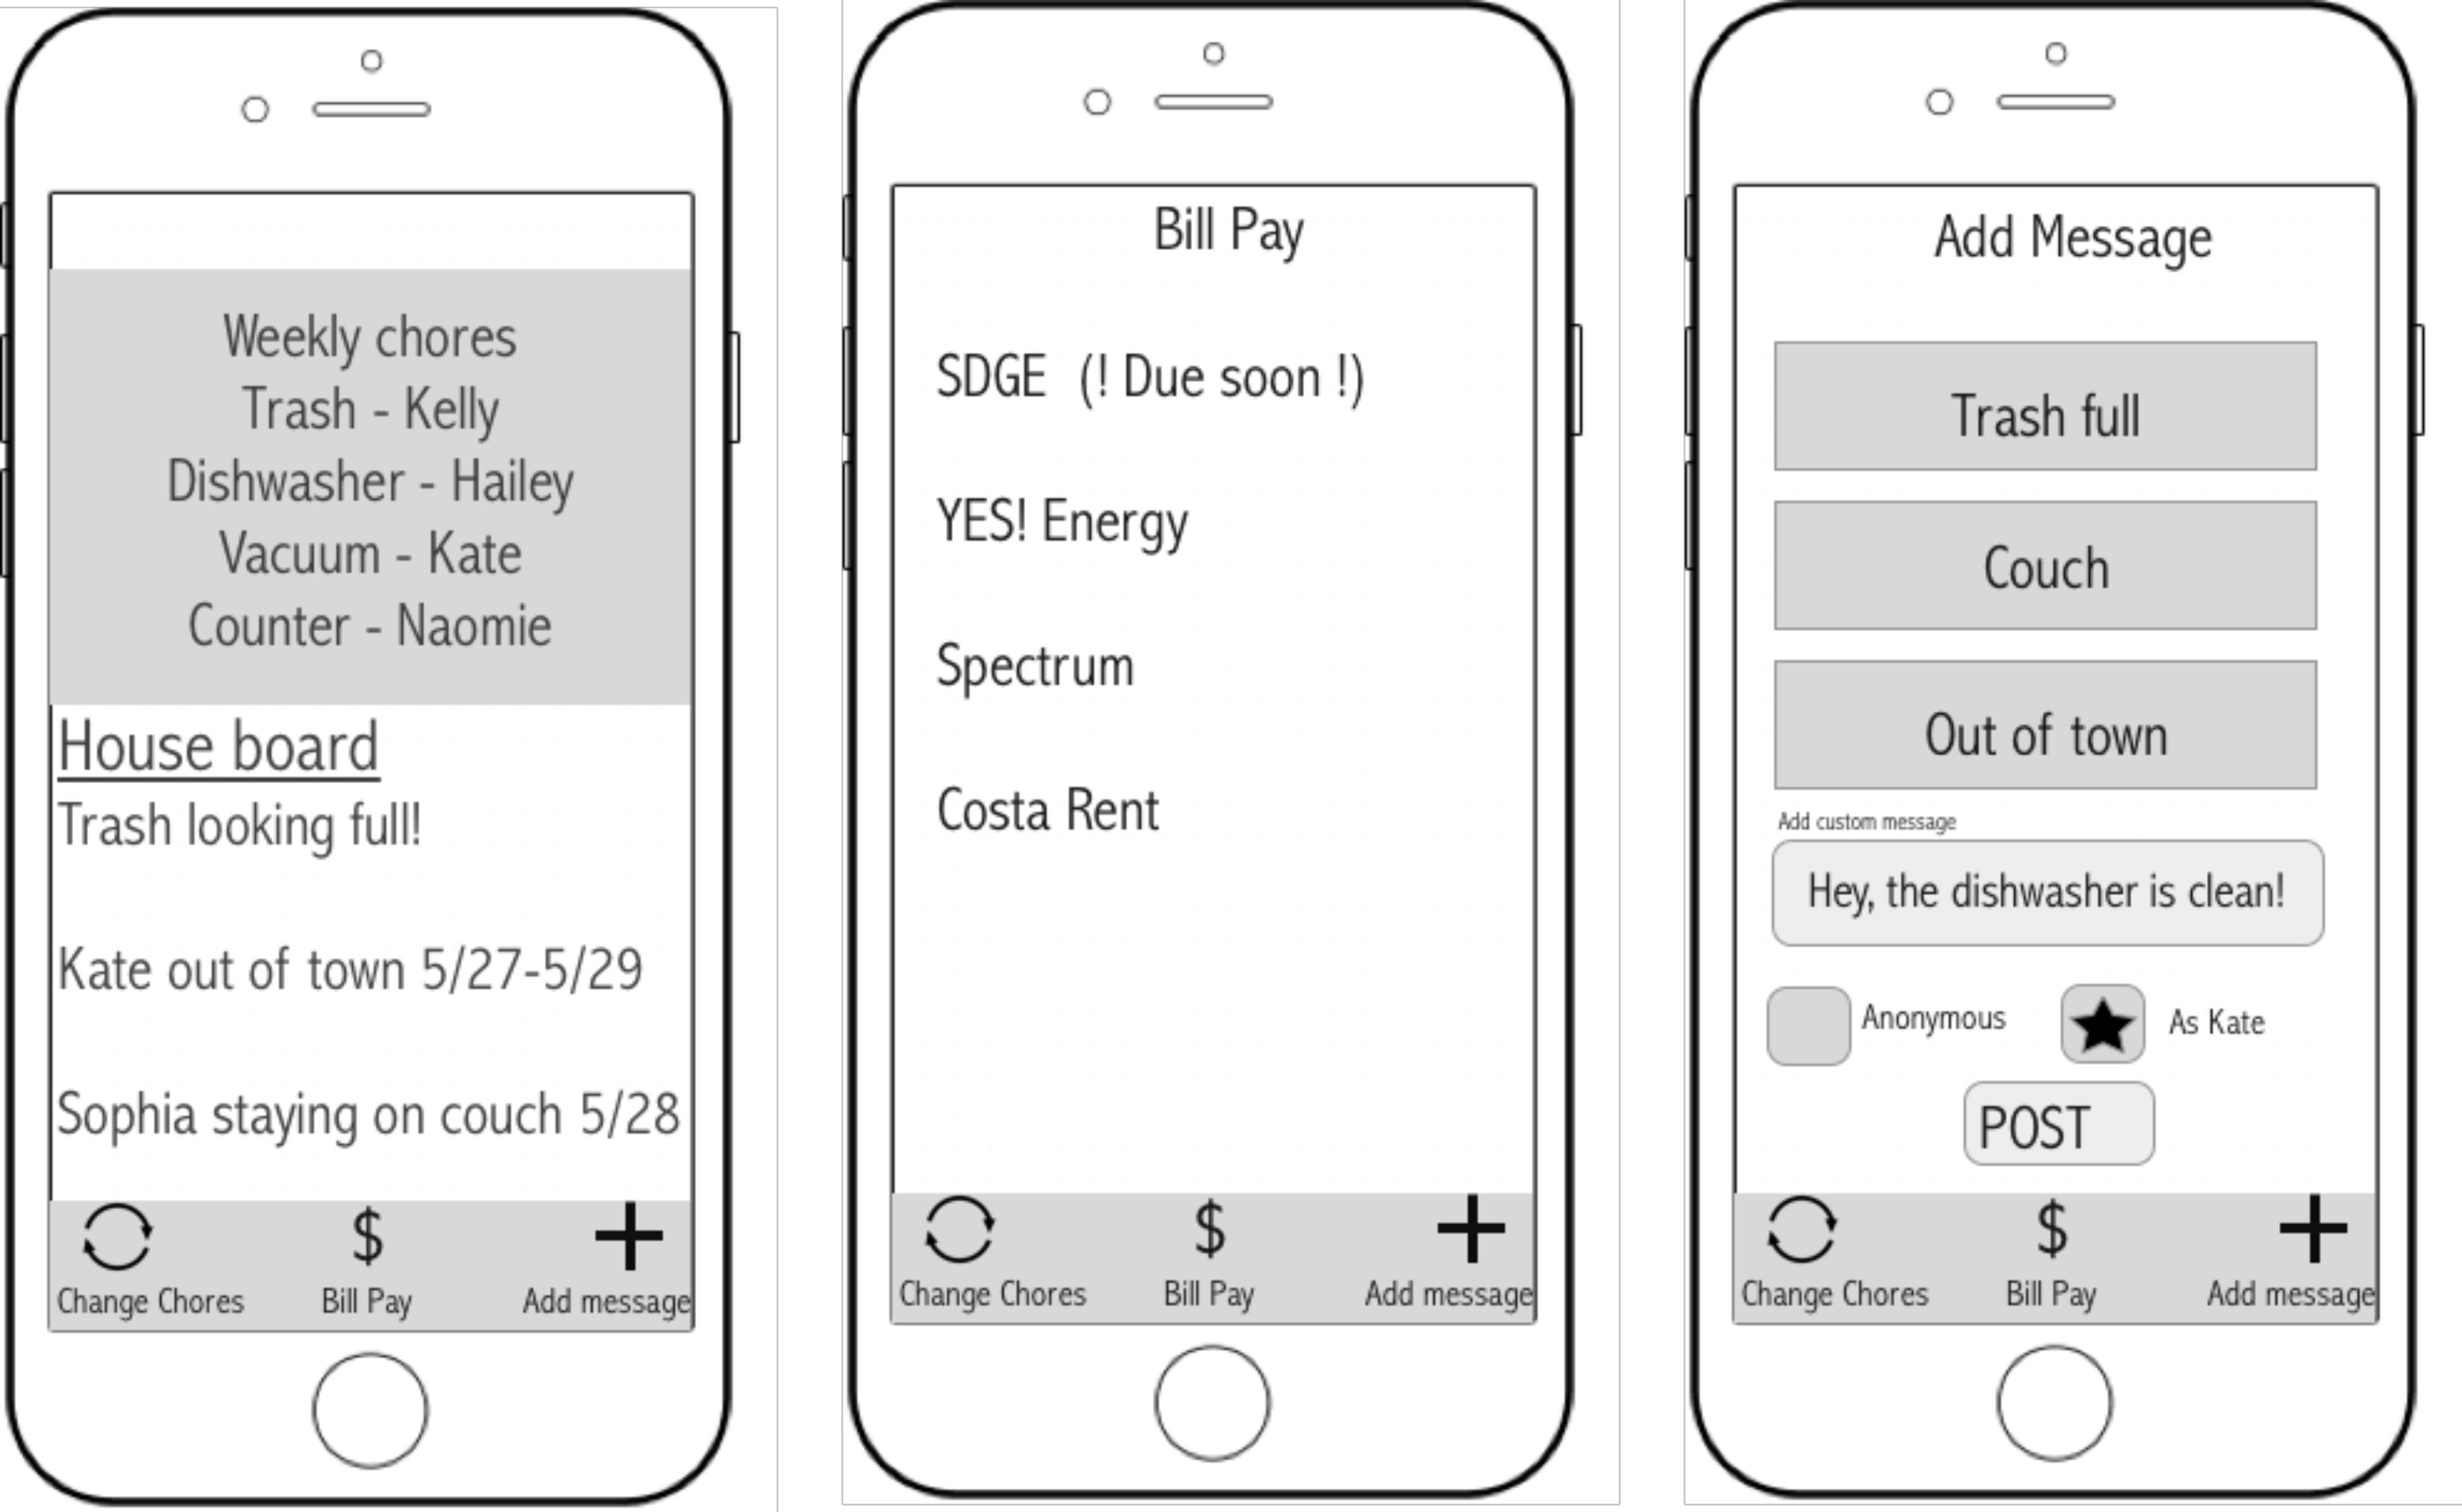 Weekly chores
Trash - Kelly
Dishwasher - Hailey
Vacuum - Kate
Counter - Naomie
House board
Trash looking full!
Kate out of town 5/27-5/29
Sophia staying on couch 5/28
$
Change Chores Bill Pay Add message
Bill Pay
SDGE (! Due soon !)
YES! Energy
Spectrum
Costa Rent
$
Change Chores Bill Pay Add message
Add Message
Trash full
Couch
Out of town
Add custom message
Hey, the dishwasher is clean!
Anonymous As Kate
POST
$
Change Chores Bill Pay Add message